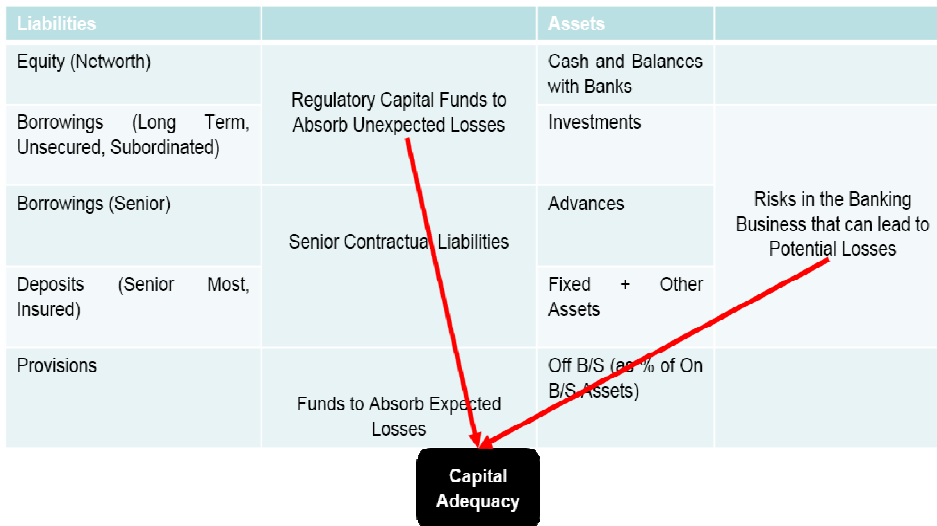 Liabilities
Assets
Equity (Networth)
Regulatory Capital Funds to
Absorb Unexpected Losses
Cash and Balances
with Banks
Borrowings (Long Term,
Unsecured, Subordinated)
Investments
Risks in the Banking
Business that can lead to
Potential Losses
Borrowings (Senior)
Senior Contractual Liabilities
Advances
Deposits (Senior Most,
Insured)
Fixed + Other
Assets
Provisions
Funds to Absorb Expected
Losses
Off B/S (as % of On
B/S Assets)
Capital
Adequacy